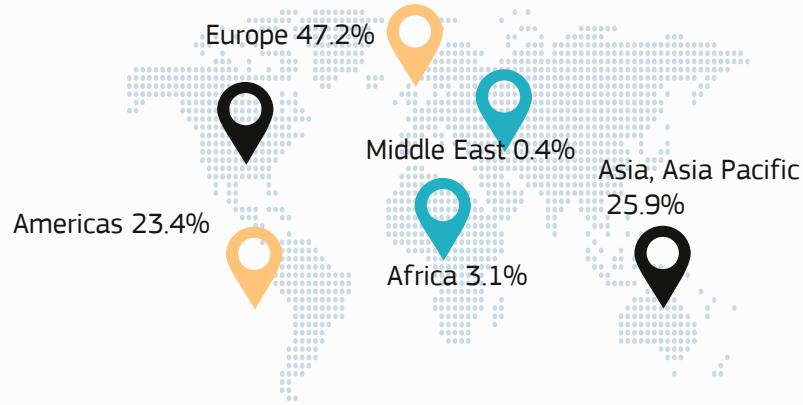 Europe 47.2%
Middle East 0.4%
Asia, Asia Pacific
25.9%
Americas 23.4%
Africa 3.1%